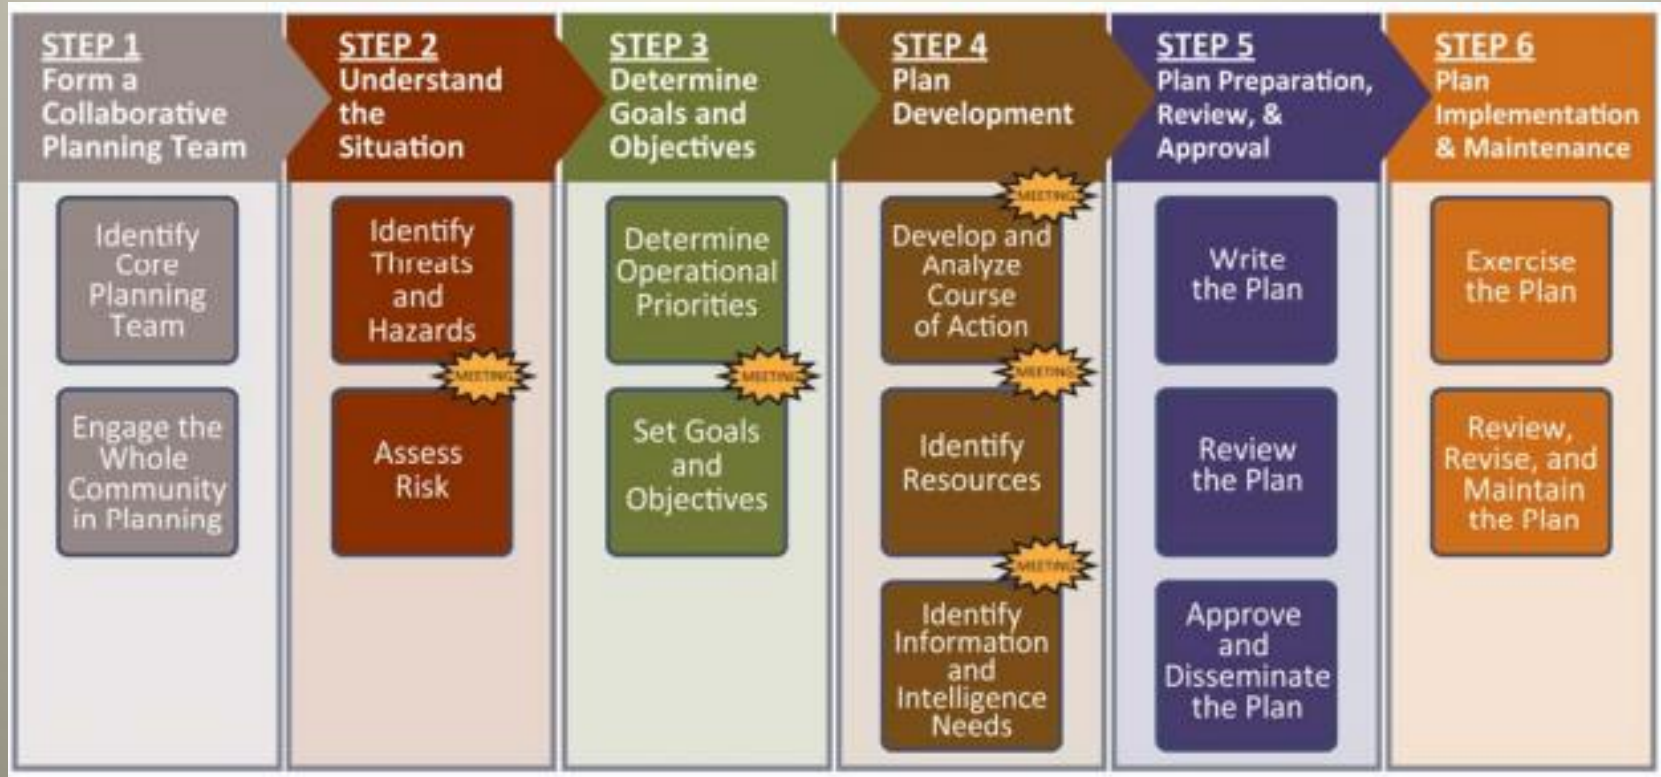 STEP 1
Form a
Collaborative
Planning Team
Identify
Core
Planning
Team
Engage the
Whole
Community
in Planning
STEP 2
Understand
the
Situation
Identify
Threats
and
Hazards
MEETING
Assess
Risk
STEP 3
Determine
Goals and
Objectives
Determine
Operational
Priorities
MEETING
Set Goals
and
Objectives
STEP 4
Plan
Development
MEETING
Develop and
Analyze
Course
of Action
MEETING
Identify
Resources
MEETING
Identify
Information
and
Intelligence
Needs
STEP 5
Plan Preparation,
Review, &
Approval
Write
the Plan
Review
the Plan
Approve
and
Disseminate
the Plan
STEP 6
Plan
Implementation
& Maintenance
Exercise
the Plan
Review,
Revise, and
Maintain
the Plan